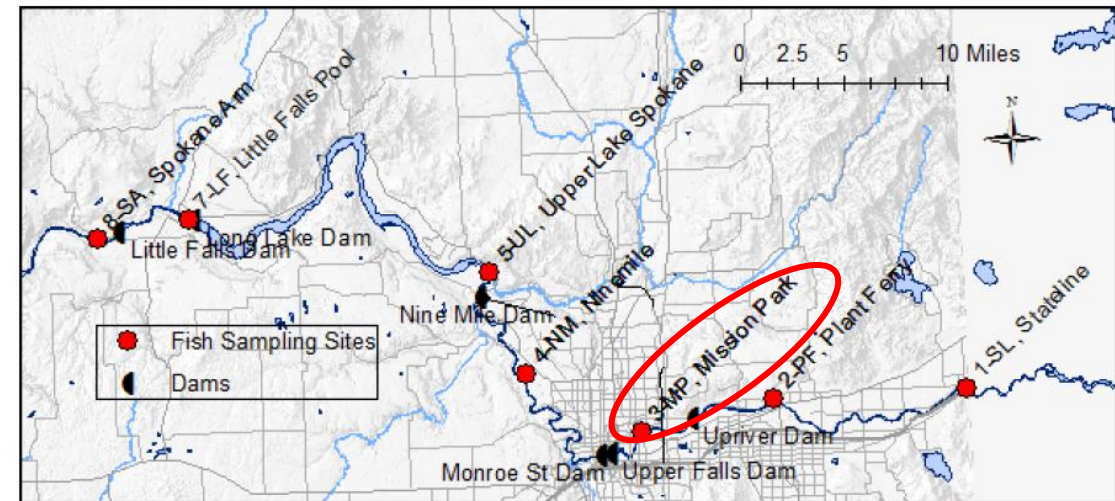 0 2.5 5 10 Miles
N
8-SA, Spokane Arm
7-LF, Little Falls Pool
5-UL, Upper Lake Spokane
Little Falls Dam
Long Lake Dam
Nine Mile Dam
4-NM, Ninemile
3-MP, Mission Park
2-PF, Plant Ferry
1-SL, Stateline
Fish Sampling Sites
Dams
Upriver Dam
Monroe St Dam
Upper Falls Dam